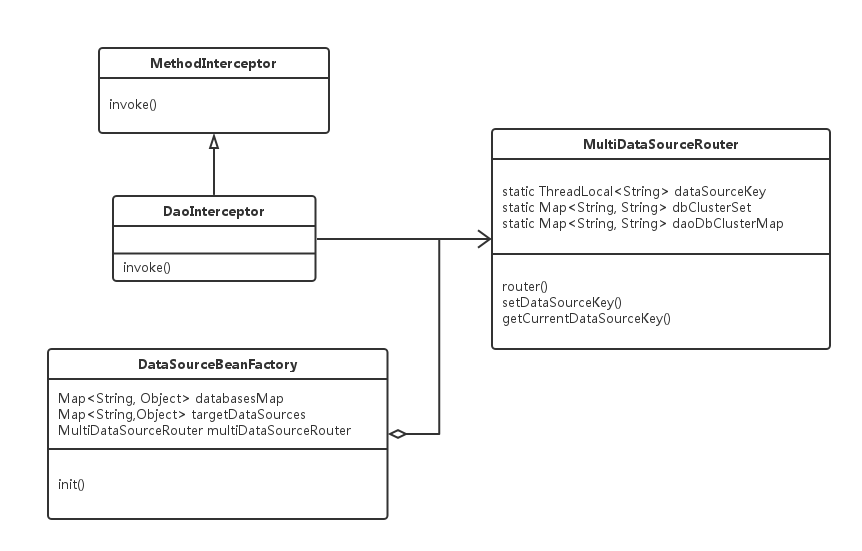 MethodInterceptor
invoke()
DaoInterceptor
invoke()
MultiDataSourceRouter
static ThreadLocal<String> dataSourceKey
static Map<String, String> dbClusterSet
static Map<String, String> daoDbClusterMap
router()
setDataSourceKey()
getCurrentDataSourceKey()
DataSourceBeanFactory
Map<String, Object> databasesMap
Map<String,Object> targetDataSources
MultiDataSourceRouter multiDataSourceRouter
init()